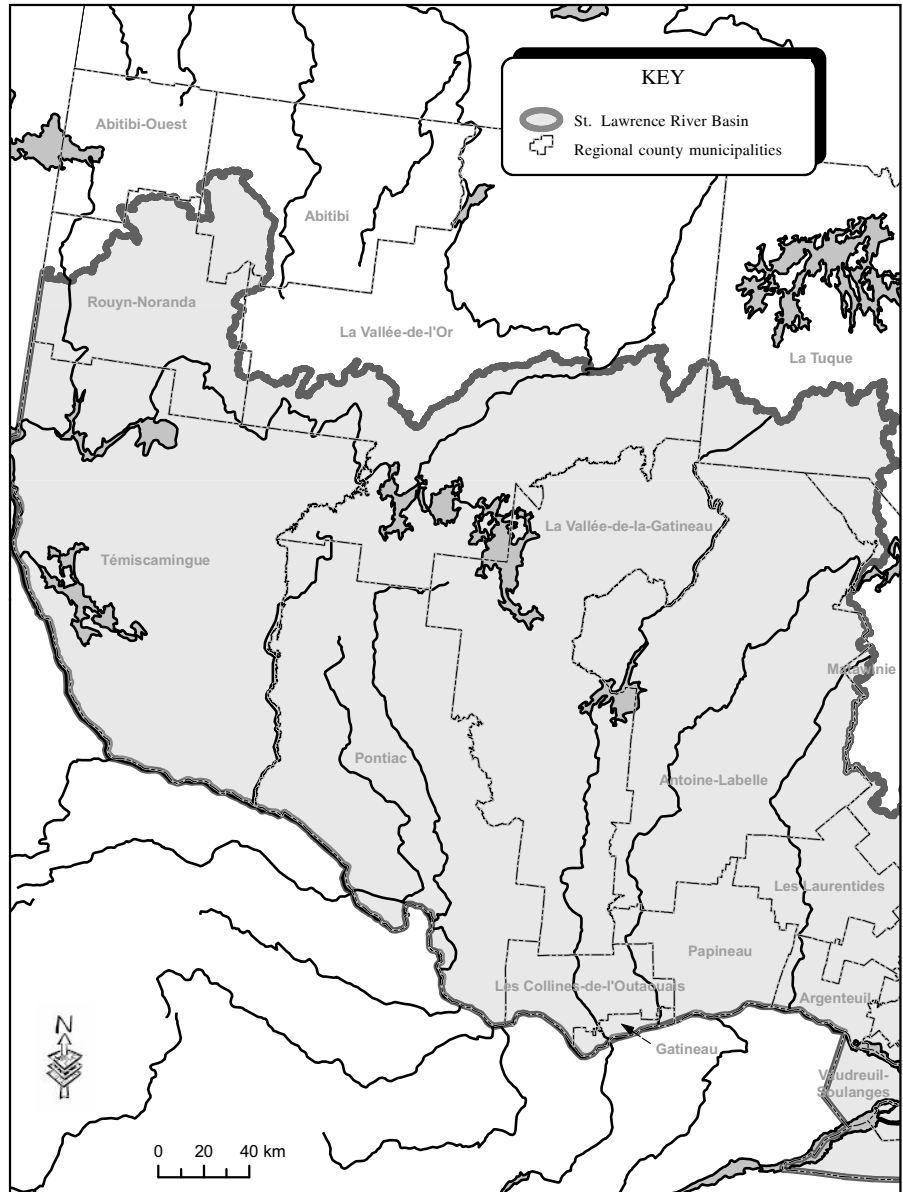 KEY
St. Lawrence River Basin
Regional county municipalities
Abitibi-Ouest
Abitibi
Rouyn-Noranda
La Vallée-de-l'Or
La Tuque
La Vallée-de-la-Gatineau
Témiscamingue
Matawinie
Pontiac
Antoine-Labelle
Les Laurentides
Papineau
Les Collines-de-l'Outaouais
Argenteuil
Gatineau
Vaudreuil-
Soulanges
N
0 20 40 km